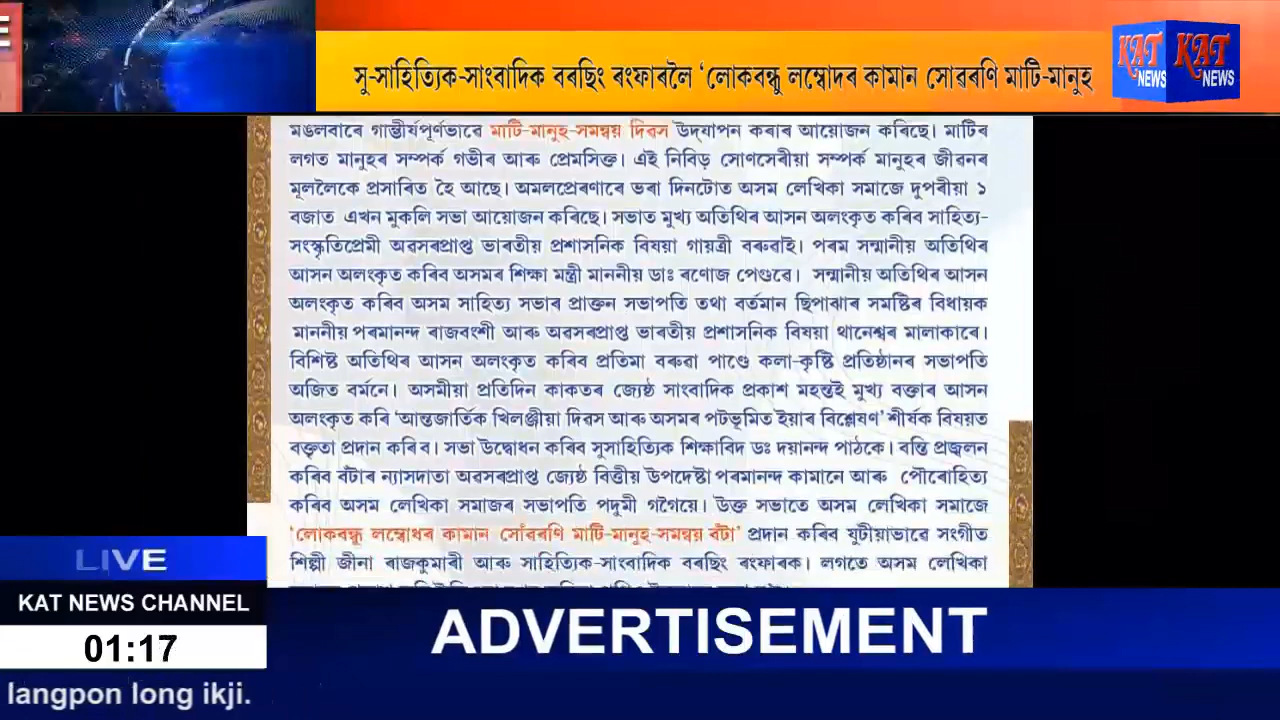 E
সু-সাহিত্যিক-সাংবাদিক বৰছিং ৰংফাৰলৈ ‘লোকবন্ধু লম্বোদৰ কামান সোৱৰণি মাটি-মানুহ
KAT NEWS
KAT NEWS
মঙলবাৰে গাম্ভীৰ্যপূৰ্ণভাবে মাটি-মানুহ-সমন্বয় দিৱস উদ্‌যাপন কৰাৰ আয়োজন কৰিছে। মাটিৰ
লগত মানুহৰ সম্পৰ্ক গভীৰ আৰু প্ৰেমসিক্ত। এই নিবিড় সোণসেৰীয়া সম্পৰ্ক মানুহৰ জীৱনৰ
মূললৈকে প্ৰসাৰিত হৈ আছে। অমলপ্ৰেৰণাৰে ভৰা দিনটোত অসম লেখিকা সমাজে দুপৰীয়া ১
বজাত এখন মুকলি সভা আয়োজন কৰিছে। সভাত মুখ্য অতিথিৰ আসন অলংকৃত কৰিব সাহিত্য-
সংস্কৃতিপ্ৰেমী অৱসৰপ্ৰাপ্ত ভাৰতীয় প্ৰশাসনিক বিষয়া গায়ত্ৰী বৰুৱাই। পৰম সন্মানীয় অতিথিৰ
আসন অলংকৃত কৰিব অসমৰ শিক্ষা মন্ত্ৰী মাননীয় ডাঃ ৰণোজ পেগুৱে। সন্মানীয় অতিথিৰ আসন
অলংকৃত কৰিব অসম সাহিত্য সভাৰ প্ৰাক্তন সভাপতি তথা বৰ্তমান ছিপাঝাৰ সমষ্টিৰ বিধায়ক
মাননীয় পৰমানন্দ ৰাজবংশী আৰু অৱসৰপ্ৰাপ্ত ভাৰতীয় প্ৰশাসনিক বিষয়া থানেশ্বৰ মালাকাৰে।
বিশিষ্ট অতিথিৰ আসন অলংকৃত কৰিব প্ৰতিমা বৰুৱা পাণ্ডে কলা-কৃষ্টি প্ৰতিষ্ঠানৰ সভাপতি
অজিত বৰ্মনে। অসমীয়া প্ৰতিদিন কাকতৰ জ্যেষ্ঠ সাংবাদিক প্ৰকাশ মহন্তই মুখ্য বক্তাৰ আসন
অলংকৃত কৰি ‘আন্তজাৰ্তিক খিলঞ্জীয়া দিৱস আৰু অসমৰ পটভূমিত ইয়াৰ বিশ্লেষণ’ শীৰ্ষক বিষয়ত
বক্তৃতা প্ৰদান কৰিব। সভা উদ্বোধন কৰিব সুসাহিত্যিক শিক্ষাবিদ ডঃ দয়ানন্দ পাঠকে। বন্তি প্ৰজ্বলন
কৰিব বঁটাৰ ন্যাসদাতা অৱসৰপ্ৰাপ্ত জ্যেষ্ঠ বিত্তীয় উপদেষ্টা পৰমানন্দ কামানে আৰু পৌৰোহিত্য
কৰিব অসম লেখিকা সমাজৰ সভাপতি পদুমী গগৈয়ে। উক্ত সভাতে অসম লেখিকা সমাজে
‘লোকবন্ধূ লম্বোধৰ কামান সোঁৱৰণি মাটি-মানুহ-সমন্বয় বঁটা’ প্ৰদান কৰিব যুটীয়াভাৱে সংগীত
শিল্পী জীনা ৰাজকুমাৰী আৰু সাহিত্যিক-সাংবাদিক বৰছিং ৰংফাৰক। লগতে অসম লেখিকা
LIVE
KAT NEWS CHANNEL
01:17
ADVERTISEMENT
langpon long ikji.